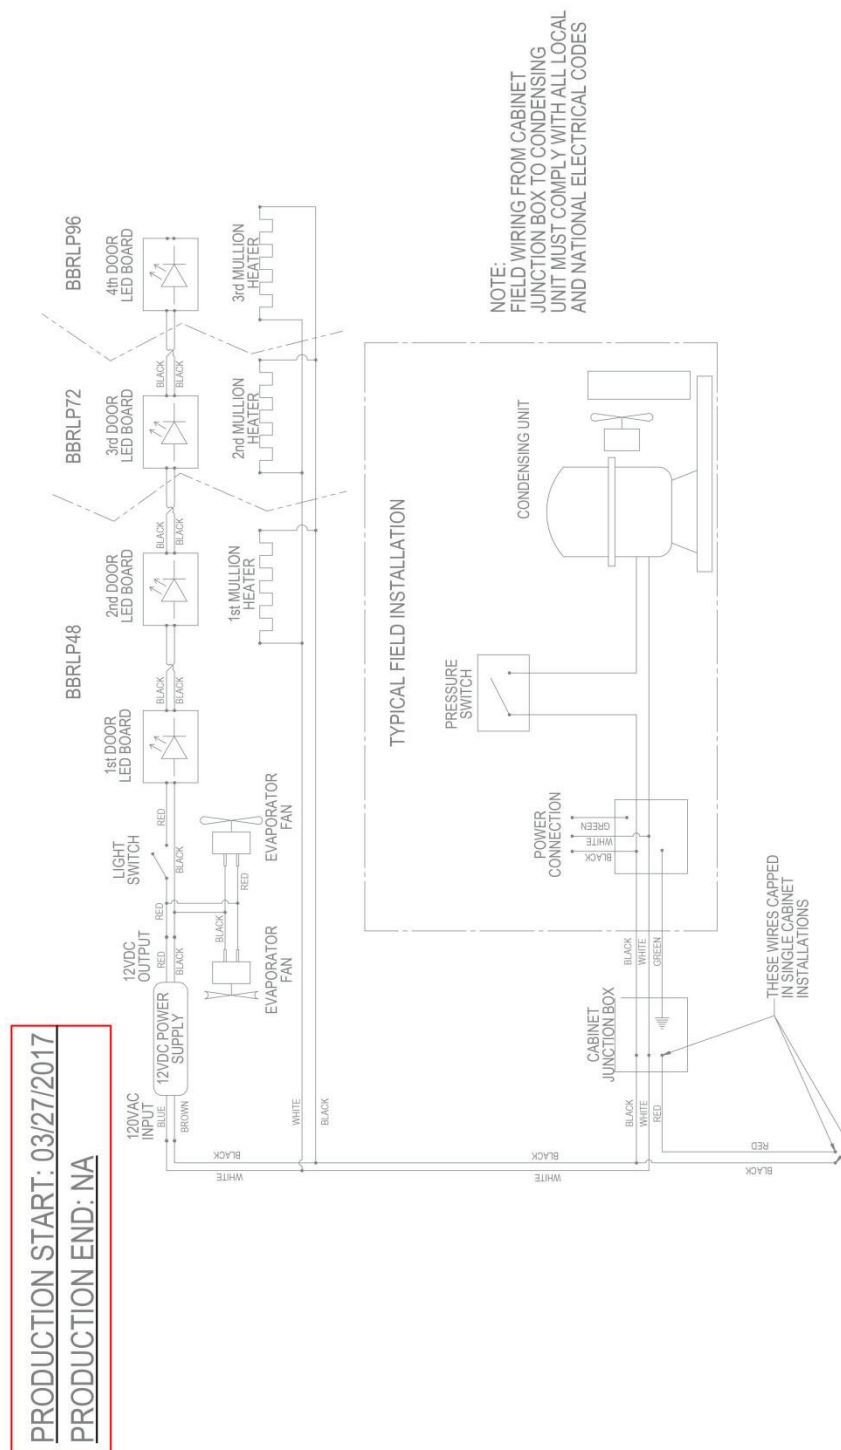 PRODUCTION START: 03/27/2017
PRODUCTION END: NA
BBRLP48
BBRLP72
BBRLP96
120VAC
INPUT
BLUE
BROWN
12VDC POWER
SUPPLY
12VDC
OUTPUT
RED
BLACK
RED
LIGHT
SWITCH
RED
BLACK
1st DOOR
LED BOARD
BLACK
BLACK
2nd DOOR
LED BOARD
BLACK
BLACK
3rd DOOR
LED BOARD
BLACK
BLACK
4th DOOR
LED BOARD
EVAPORATOR
FAN
BLACK
RED
EVAPORATOR
FAN
1st MULLION
HEATER
2nd MULLION
HEATER
3rd MULLION
HEATER
WHITE
BLACK
BLACK
WHITE
TYPICAL FIELD INSTALLATION
NOTE:
FIELD WIRING FROM CABINET
JUNCTION BOX TO CONDENSING
UNIT MUST COMPLY WITH ALL LOCAL
AND NATIONAL ELECTRICAL CODES
PRESSURE
SWITCH
CONDENSING UNIT
POWER
CONNECTION
BLACK
WHITE
GREEN
CABINET
JUNCTION BOX
BLACK
WHITE
RED
BLACK
WHITE
GREEN
BLACK
WHITE
RED
BLACK
THESE WIRES CAPPED
IN SINGLE CABINET
INSTALLATIONS